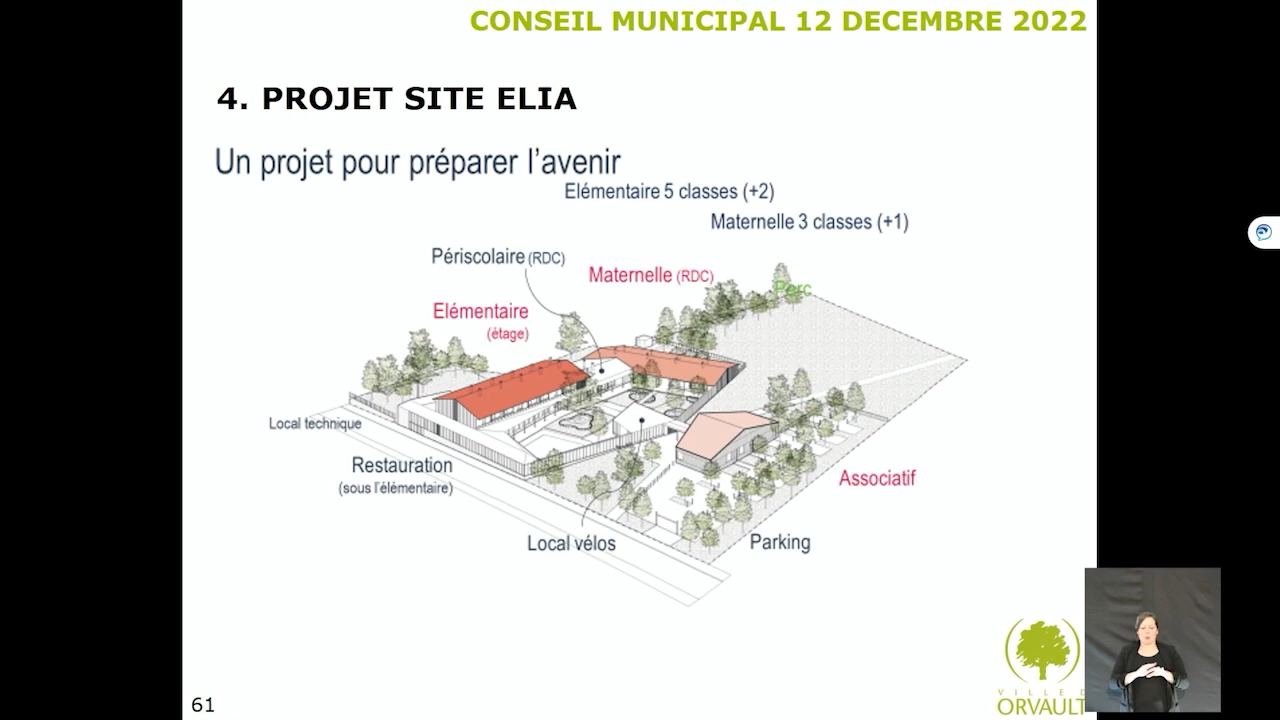 CONSEIL MUNICIPAL 12 DECEMBRE 2022
4. PROJET SITE ELIA
Un projet pour préparer l'avenir
Elémentaire 5 classes (+2)
Maternelle 3 classes (+1)
Périscolaire (RDC)
Maternelle (RDC)
Parc
Elémentaire
(étage)
Local technique
Restauration
(sous l'élémentaire)
Associatif
Local vélos
Parking
VILLE D
ORVAULT
61